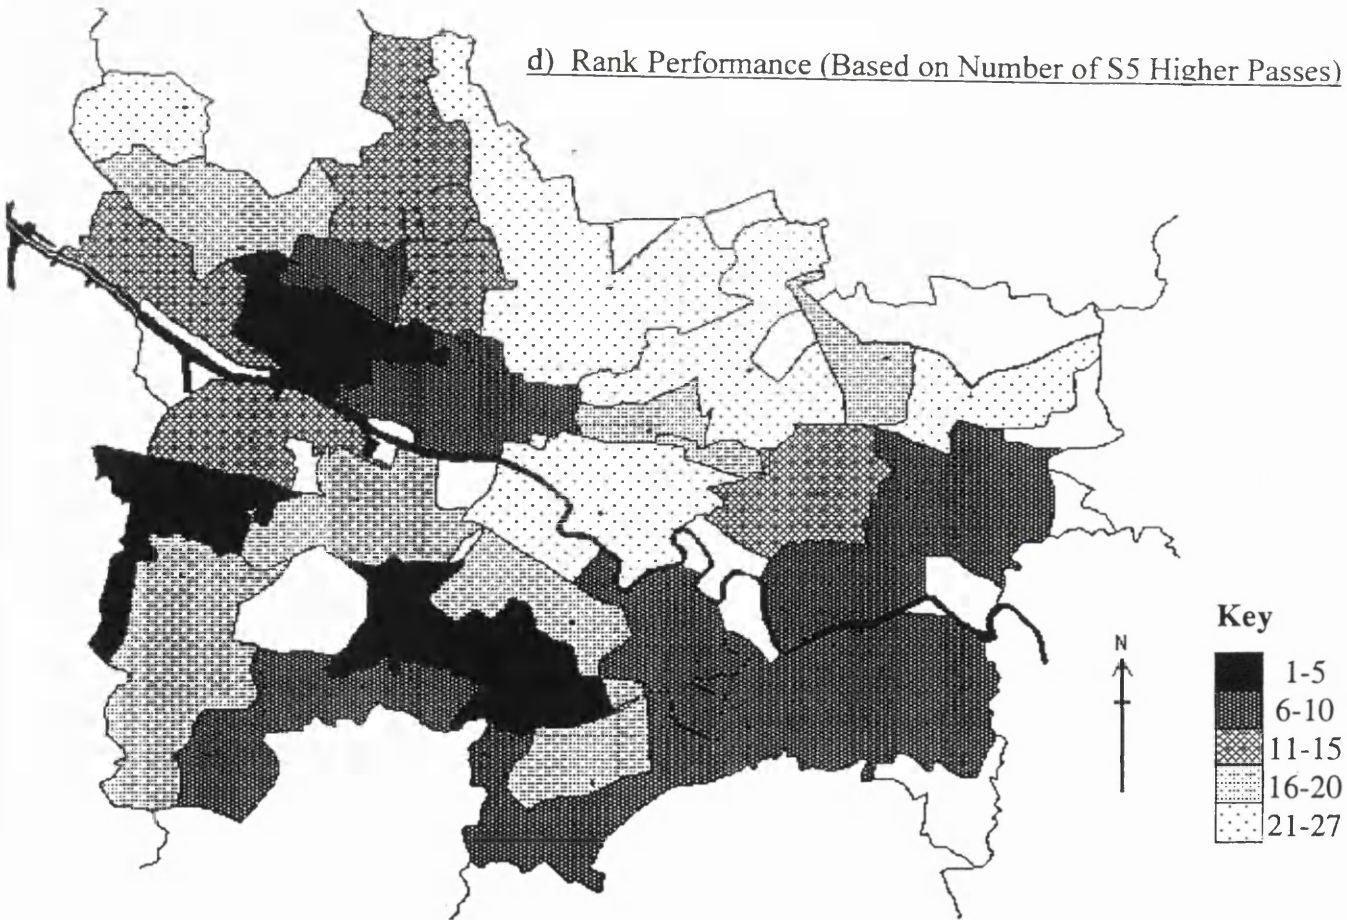 d) Rank Performance (Based on Number of S5 Higher Passes)
N
Key
1-5
6-10
11-15
16-20
21-27